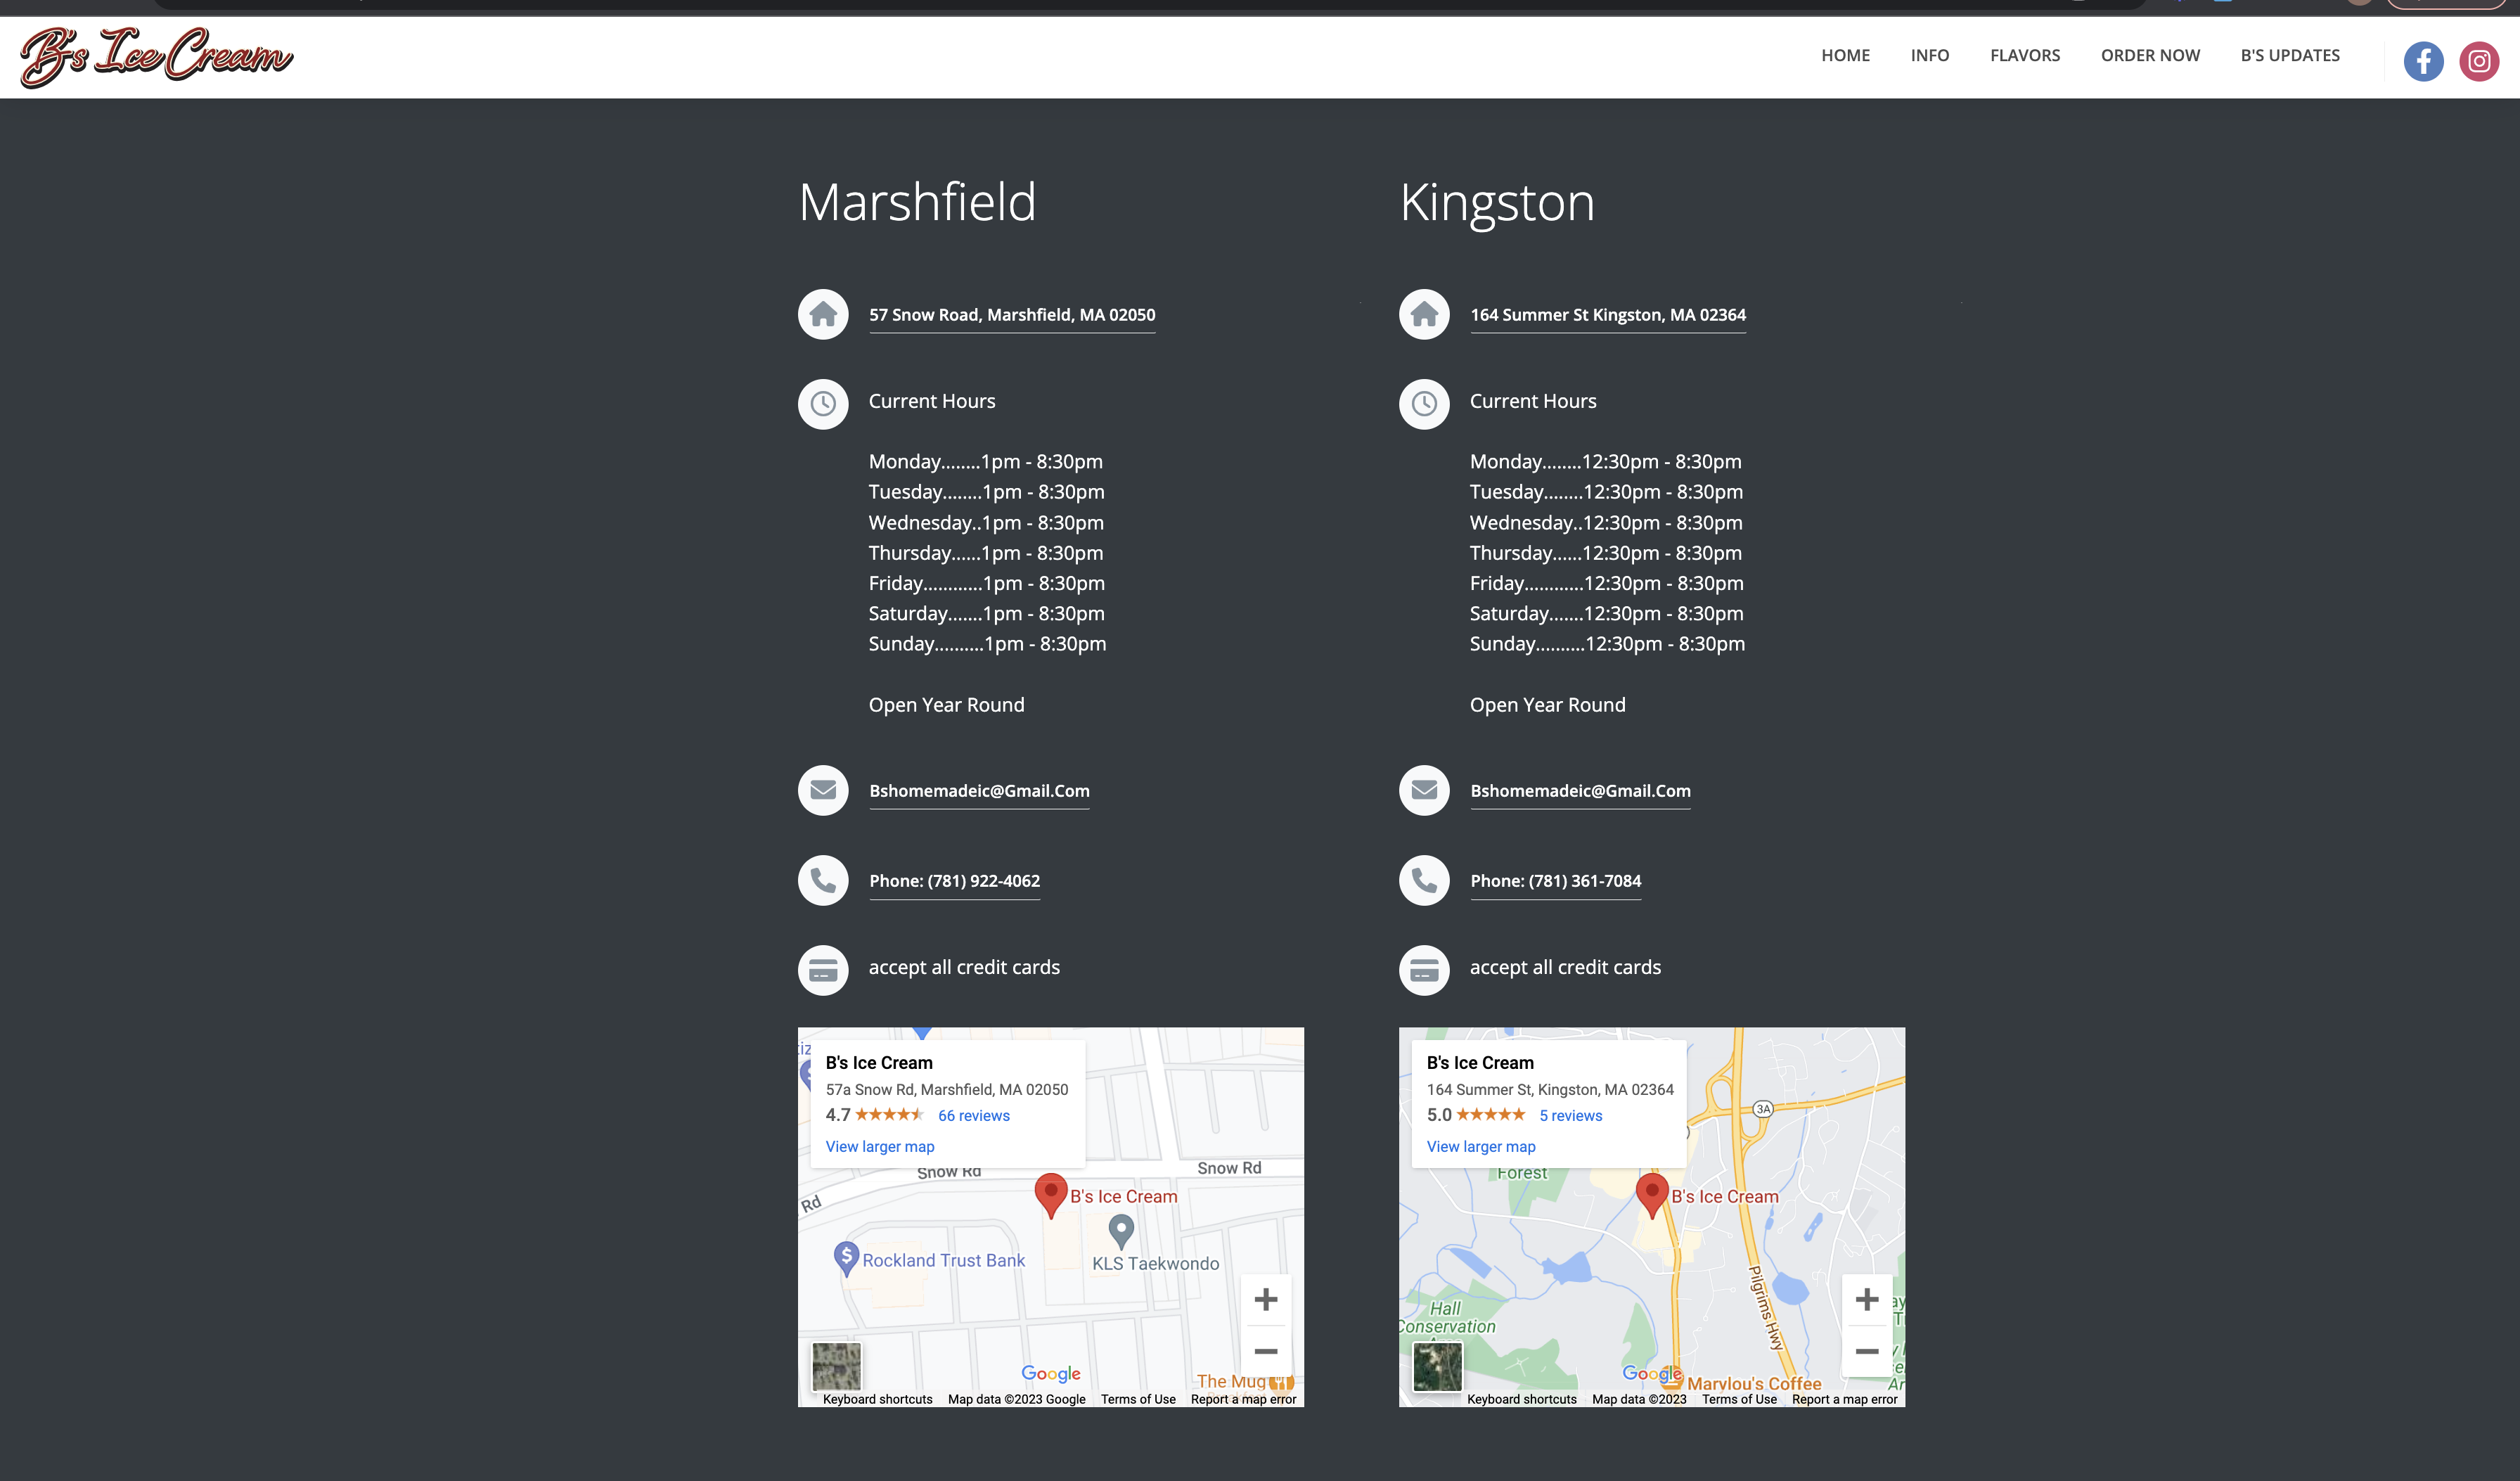 B's Ice Cream
HOME INFO FLAVORS ORDER NOW B'S UPDATES
Marshfield
57 Snow Road, Marshfield, MA 02050
Current Hours
Monday........1pm - 8:30pm
Tuesday........1pm - 8:30pm
Wednesday..1pm - 8:30pm
Thursday......1pm - 8:30pm
Friday............1pm - 8:30pm
Saturday.......1pm - 8:30pm
Sunday..........1pm - 8:30pm
Open Year Round
Bshomemadeic@Gmail.Com
Phone: (781) 922-4062
accept all credit cards
B's Ice Cream
57a Snow Rd, Marshfield, MA 02050
4.7 66 reviews
View larger map
Snow Rd
Snow Rd
Rd
B's Ice Cream
Rockland Trust Bank
KLS Taekwondo
Google
The Mug
Keyboard shortcuts Map data ©2023 Google Terms of Use Report a map error
Kingston
164 Summer St Kingston, MA 02364
Current Hours
Monday........12:30pm - 8:30pm
Tuesday........12:30pm - 8:30pm
Wednesday..12:30pm - 8:30pm
Thursday......12:30pm - 8:30pm
Friday............12:30pm - 8:30pm
Saturday.......12:30pm - 8:30pm
Sunday..........12:30pm - 8:30pm
Open Year Round
Bshomemadeic@Gmail.Com
Phone: (781) 361-7084
accept all credit cards
B's Ice Cream
164 Summer St, Kingston, MA 02364
5.0 5 reviews
View larger map
3A
Forest
B's Ice Cream
Pilgrims Hwy
Hall
Conservation
Google
Marylou's Coffee
Keyboard shortcuts Map data ©2023 Terms of Use Report a map error